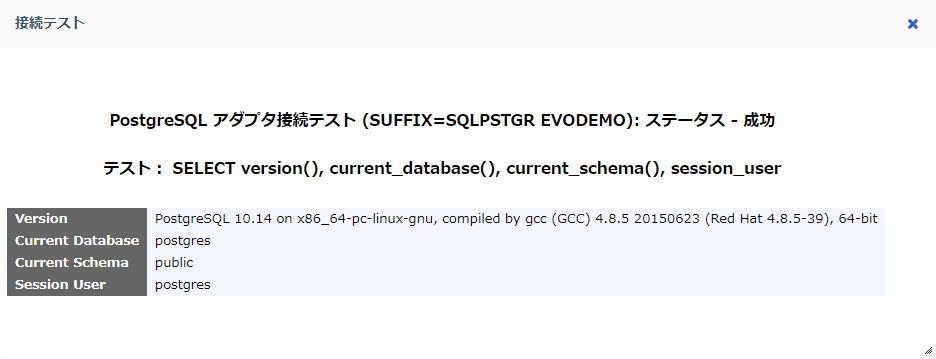 接続テスト
PostgreSQL アダプタ接続テスト (SUFFIX=SQLPSTGR EVODEMO): ステータス - 成功
テスト： SELECT version(), current_database(), current_schema(), session_user
Version PostgreSQL 10.14 on x86_64-pc-linux-gnu, compiled by gcc (GCC) 4.8.5 20150623 (Red Hat 4.8.5-39), 64-bit
Current Database postgres
Current Schema public
Session User postgres